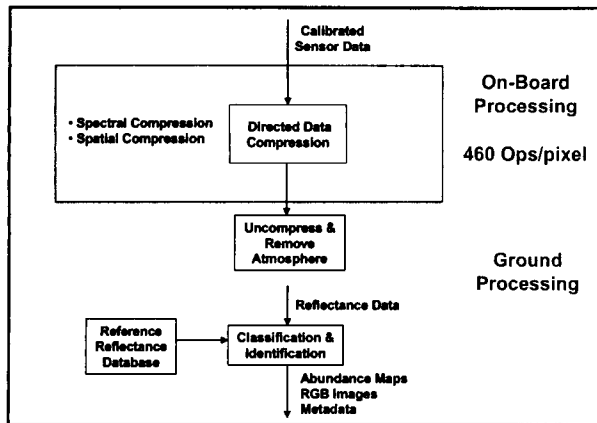 Calibrated
Sensor Data
On-Board
Processing
• Spectral Compression
• Spatial Compression
Directed Data
Compression
460 Ops/pixel
Uncompress &
Remove
Atmosphere
Ground
Processing
Reflectance Data
Reference
Reflectance
Database
Classification &
Identification
Abundance Maps
RGB Images
Metadata